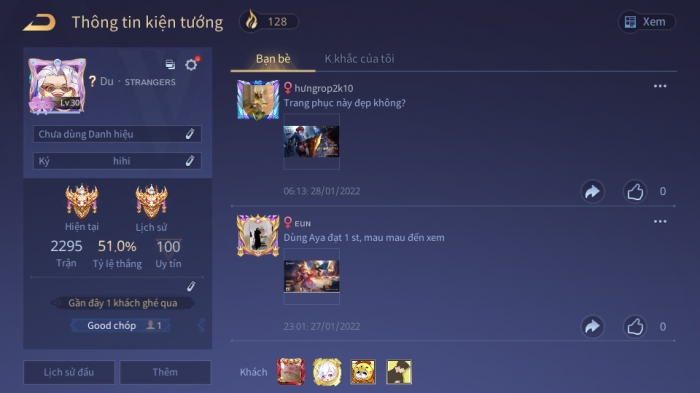 Thông tin kiện tướng
128
Xem
? Du · STRANGERS
Lv.30
Chưa dùng Danh hiệu
Ký hihi
Hiện tại
Lịch sử
2295
51.0%
100
Trận
Tỷ lệ thắng
Uy tín
Gần đây 1 khách ghé qua
Good chóp 1
Lịch sử đấu
Thêm
Bạn bè
K.khắc của tôi
hưngrop2k10
Trang phục này đẹp không?
06:13 28/01/2022
0
EUN
Dùng Aya đạt 1 st, mau mau đến xem
23:01 27/01/2022
0
Khách